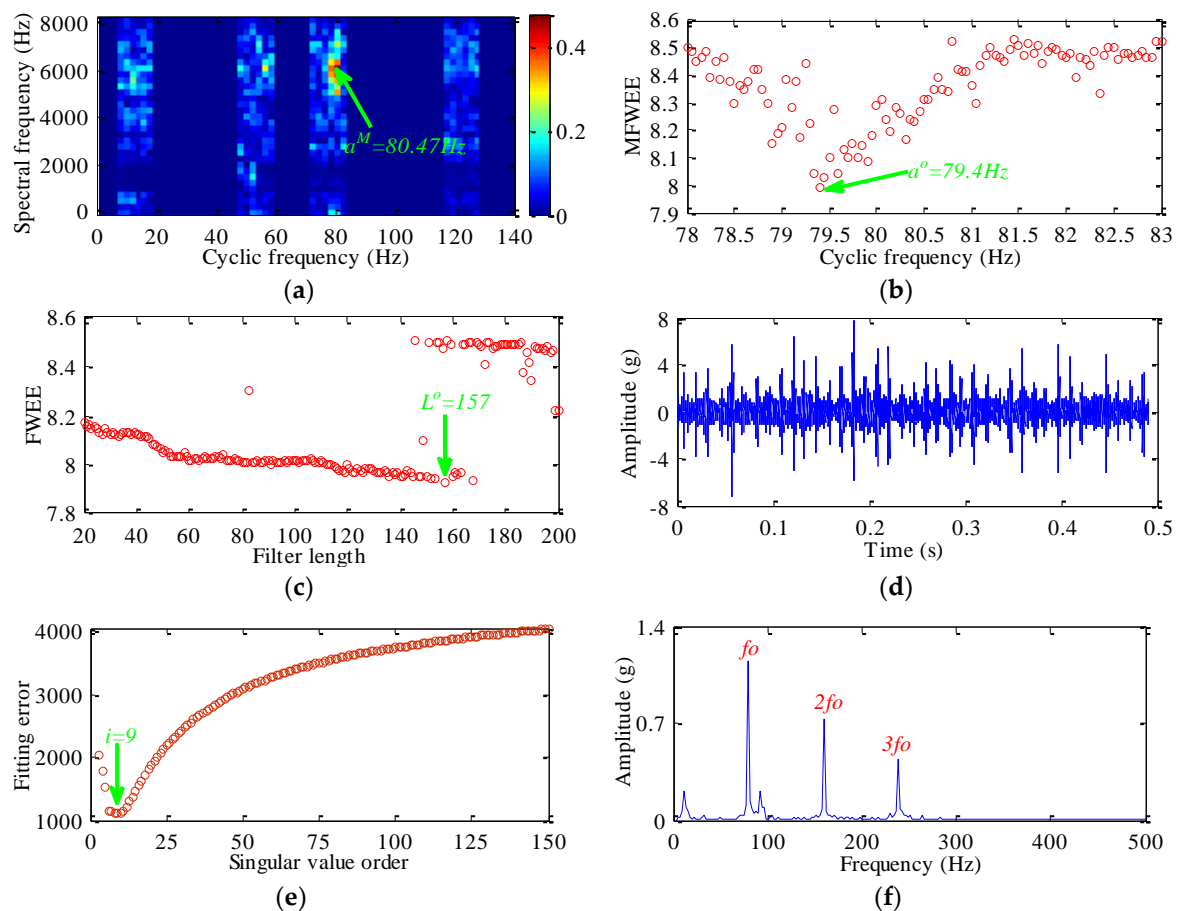 8000
6000
4000
2000
0
Spectral frequency (Hz)
0 20 40 60 80 100 120 140
Cyclic frequency (Hz)
0.4
0.2
0
a^M=80.47Hz
(a)
8.6
8.5
8.4
8.3
8.2
8.1
8
7.9
MFWEE
78 78.5 79 79.5 80 80.5 81 81.5 82 82.5 83
Cyclic frequency (Hz)
a^o=79.4Hz
(b)
8.6
8.4
8.2
8
7.8
FWEE
L^o=157
20 40 60 80 100 120 140 160 180 200
Filter length
(c)
8
4
0
-4
-8
Amplitude (g)
0 0.1 0.2 0.3 0.4 0.5
Time (s)
(d)
4000
3000
2000
1000
Fitting error
i=9
0 25 50 75 100 125 150
Singular value order
(e)
1.4
0.7
0
Amplitude (g)
fo
2fo
3fo
0 100 200 300 400 500
Frequency (Hz)
(f)